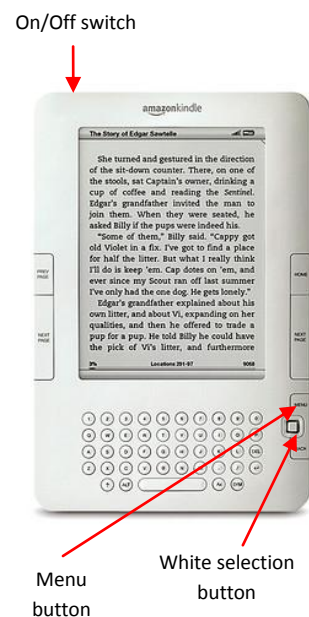 On/Off switch
amazonkindle
The Story of Edgar Sawtelle
She turned and gestured in the direction
of the sit-down counter. There, on one of
the stools, sat Captain's owner, drinking a
cup of coffee and reading the Sentinel.
Edgar's grandfather invited the man to
join them. When they were seated, he
asked Billy if the pups were indeed his.
"Some of them," Billy said. "Cappy got
old Violet in a fix. I've got to find a place
for half the litter. But what I really think
I'll do is keep 'em. Cap dotes on 'em, and
ever since my Scout ran off last summer
I've only had the one dog. He gets lonely."
Edgar's grandfather explained about his
own litter, and about Vi, expanding on her
qualities, and then he offered to trade a
pup for a pup. He told Billy he could have
the pick of Vi's litter, and furthermore
3% Locations 291-97 9058
PREV
PAGE
NEXT
PAGE
HOME
NEXT
PAGE
MENU
BACK
ALT
DEL
Aa
SYM
Menu
button
White selection
button